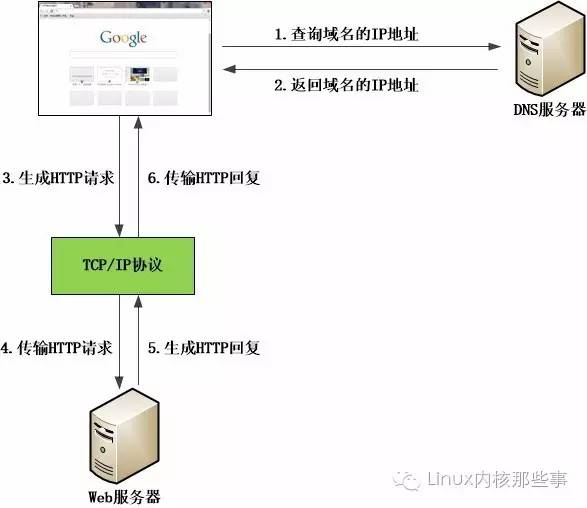 Google
1.查询域名的IP地址
2.返回域名的IP地址
DNS服务器
3.生成HTTP请求
6.传输HTTP回复
TCP/IP协议
4.传输HTTP请求
5.生成HTTP回复
Web服务器
Linux内核那些事